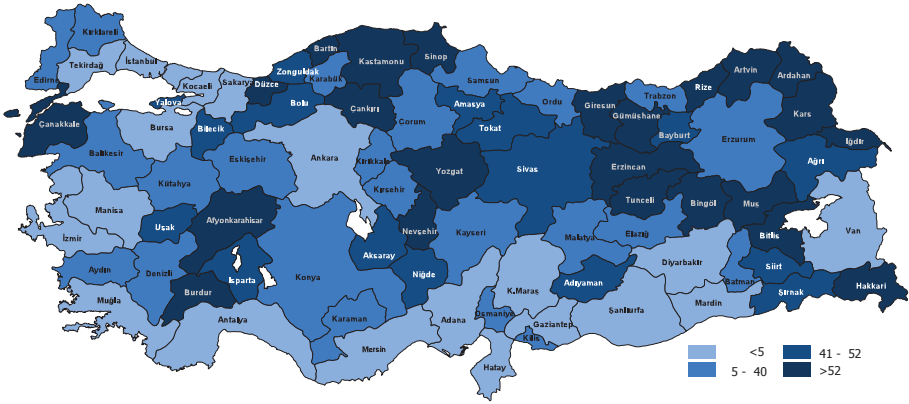 Kırklareli
Edirne
Tekirdağ
İstanbul
Kocaeli
Sakarya
Düzce
Zonguldak
Bartın
Karabük
Kastamonu
Sinop
Samsun
Ordu
Giresun
Trabzon
Rize
Artvin
Ardahan
Kars
Iğdır
Ağrı
Erzurum
Bayburt
Gümüşhane
Erzincan
Tunceli
Bingöl
Muş
Bitlis
Van
Hakkari
Şırnak
Siirt
Batman
Mardin
Diyarbakır
Şanlıurfa
Adıyaman
Malatya
Elazığ
Sivas
Tokat
Amasya
Çorum
Çankırı
Bolu
Yalova
Bilecik
Bursa
Çanakkale
Balıkesir
Kütahya
Eskişehir
Ankara
Kırıkkale
Kırşehir
Yozgat
Nevşehir
Kayseri
Aksaray
Niğde
Konya
Afyonkarahisar
Uşak
Manisa
İzmir
Aydın
Denizli
Muğla
Burdur
Isparta
Antalya
Karaman
Mersin
Adana
Osmaniye
K.Maraş
Gaziantep
Kilis
Hatay
<5
5 - 40
41 - 52
>52